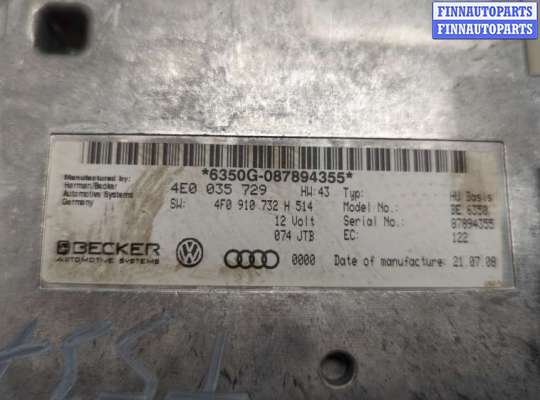 FINNAUTOPARTS
FINNAUTOPARTS
*6350G-087894355*
Manufactured by:
Harman/Becker
Automotive Systems
Germany
4E0 035 729 HW:43 Typ: HU Basis
SW: 4F0 910 732 H 514 Model No.: BE 6350
12 Volt Serial No.: 87894355
074 JTB EC: 122
BECKER
AUTOMOTIVE SYSTEMS
0000 Date of manufacture: 21.07.08